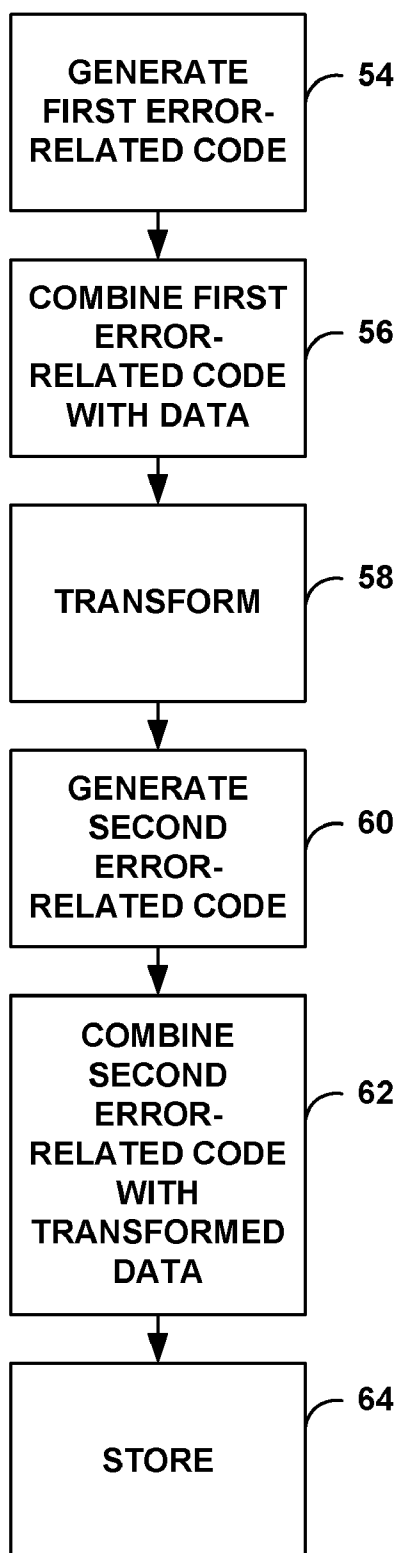 GENERATE
FIRST ERROR-
RELATED CODE
54
COMBINE FIRST
ERROR-
RELATED CODE
WITH DATA
56
TRANSFORM
58
GENERATE
SECOND
ERROR-
RELATED CODE
60
COMBINE
SECOND
ERROR-
RELATED CODE
WITH
TRANSFORMED
DATA
62
STORE
64